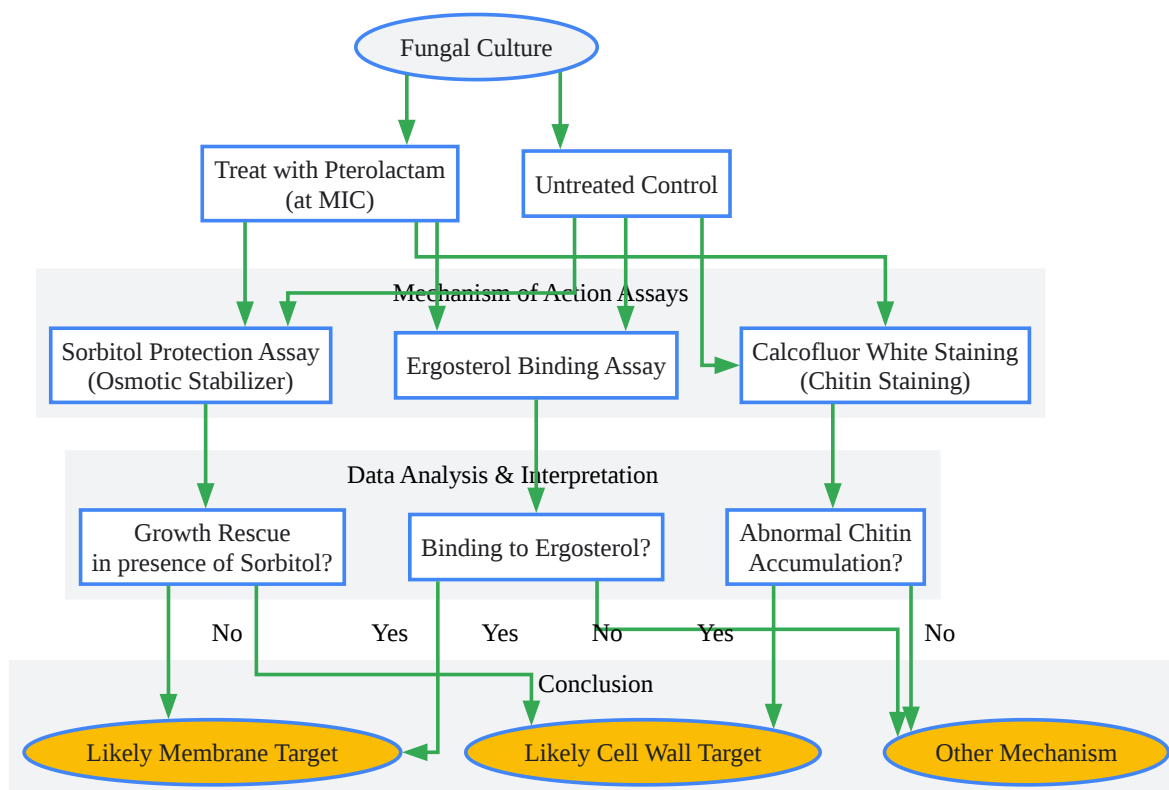 Fungal Culture
Treat with Pterolactam
(at MIC)
Untreated Control
Mechanism of Action Assays
Sorbitol Protection Assay
(Osmotic Stabilizer)
Ergosterol Binding Assay
Calcofluor White Staining
(Chitin Staining)
Data Analysis & Interpretation
Growth Rescue
in presence of Sorbitol?
Binding to Ergosterol?
Abnormal Chitin
Accumulation?
No
Yes
Yes
No
Yes
No
Conclusion
Likely Membrane Target
Likely Cell Wall Target
Other Mechanism